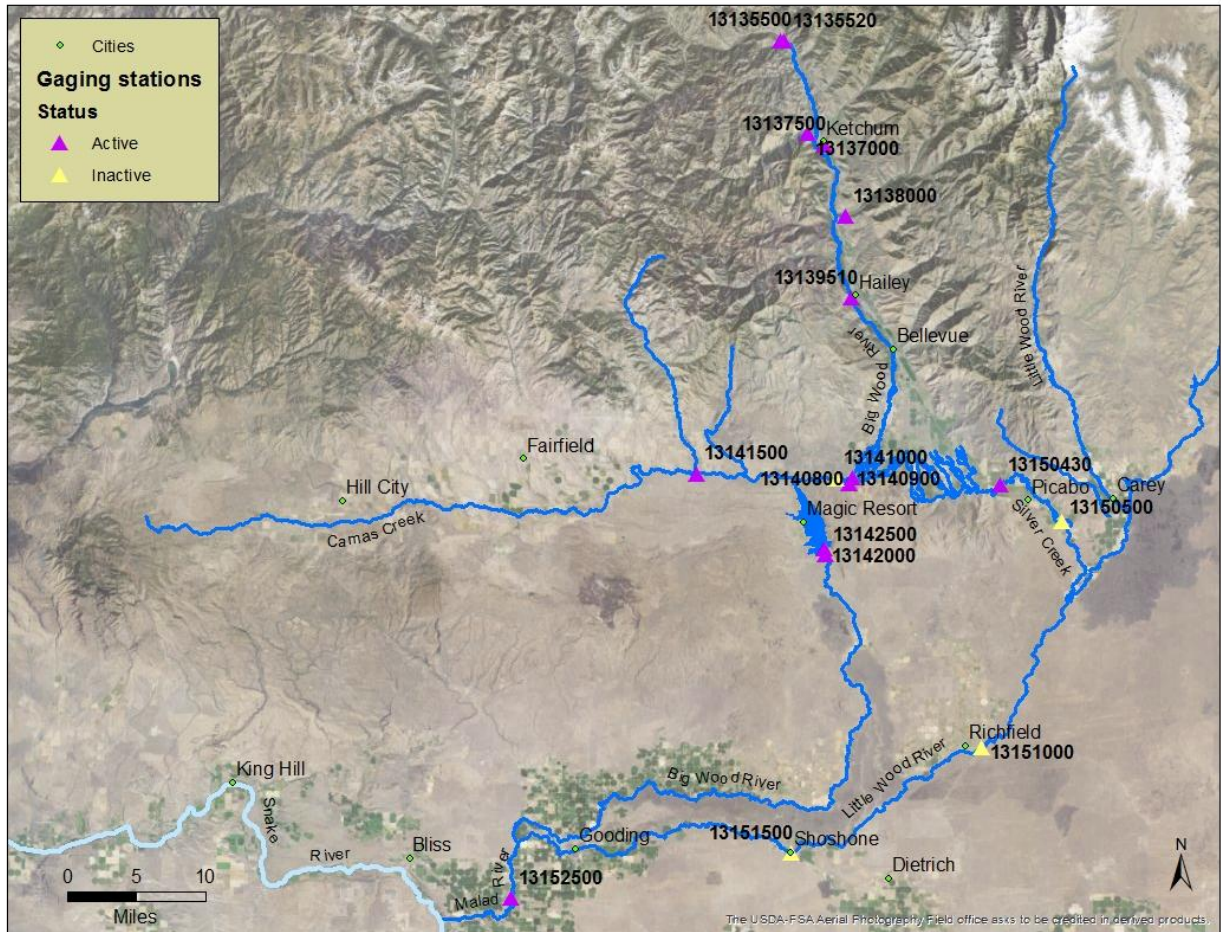 Cities
Gaging stations
Status
Active
Inactive
13135500
13135520
13137500
Ketchum
13137000
13138000
13139510
Hailey
Bellevue
Big Wood River
Little Wood River
Fairfield
13141500
13141000
13140800
13140900
13150430
Hill City
Picabo
Carey
Camas Creek
Magic Resort
13150500
Silver Creek
13142500
13142000
Richfield
13151000
King Hill
Big Wood River
Little Wood River
Snake River
Bliss
Gooding
13151500
Shoshone
Dietrich
13152500
Malad River
N
0 5 10
Miles
The USDA-FSA Aerial Photography Field office asks to be credited in derived products.